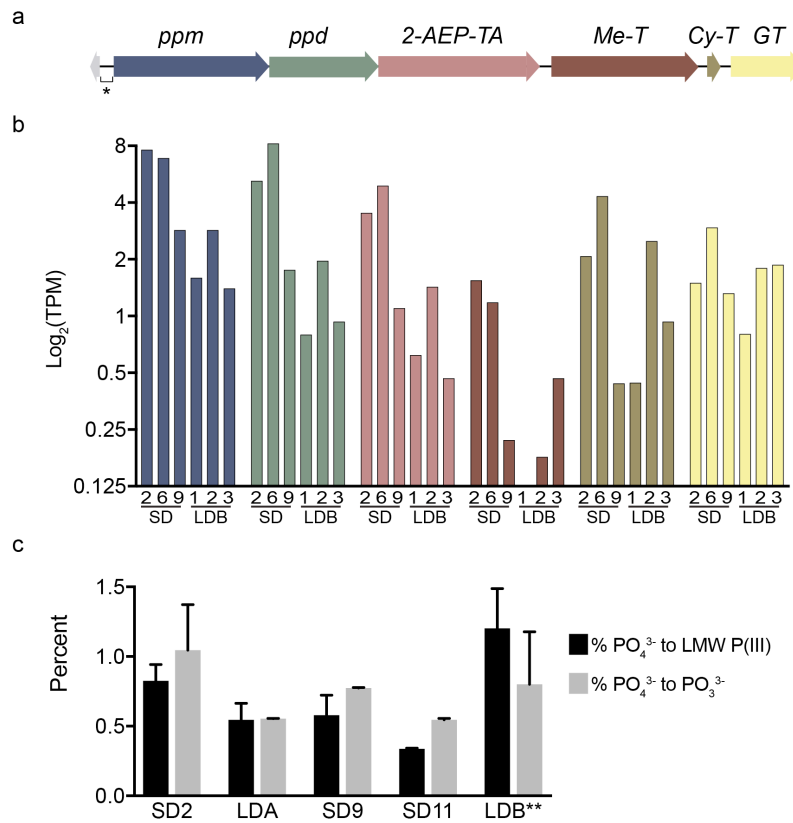 a
ppm ppd 2-AEP-TA Me-T Cy-T GT
*
b
8
4
2
1
0.5
0.25
0.125
Log2(TPM)
2 6 9 1 2 3 2 6 9 1 2 3 2 6 9 1 2 3 2 6 9 1 2 3 2 6 9 1 2 3 2 6 9 1 2 3
SD LDB SD LDB SD LDB SD LDB SD LDB SD LDB
c
1.5
1.0
0.5
0.0
Percent
SD2 LDA SD9 SD11 LDB**
% PO₄³⁻ to LMW P(III)
% PO₄³⁻ to PO₃³⁻